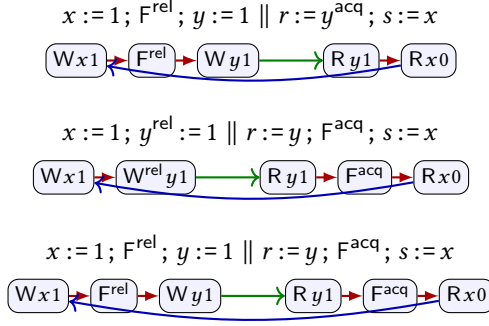 x := 1; F^rel; y := 1 ∥ r := y^acq; s := x
Wx1 F^rel Wy1 Ry1 Rx0
x := 1; y^rel := 1 ∥ r := y; F^acq; s := x
Wx1 W^rel y1 Ry1 F^acq Rx0
x := 1; F^rel; y := 1 ∥ r := y; F^acq; s := x
Wx1 F^rel Wy1 Ry1 F^acq Rx0